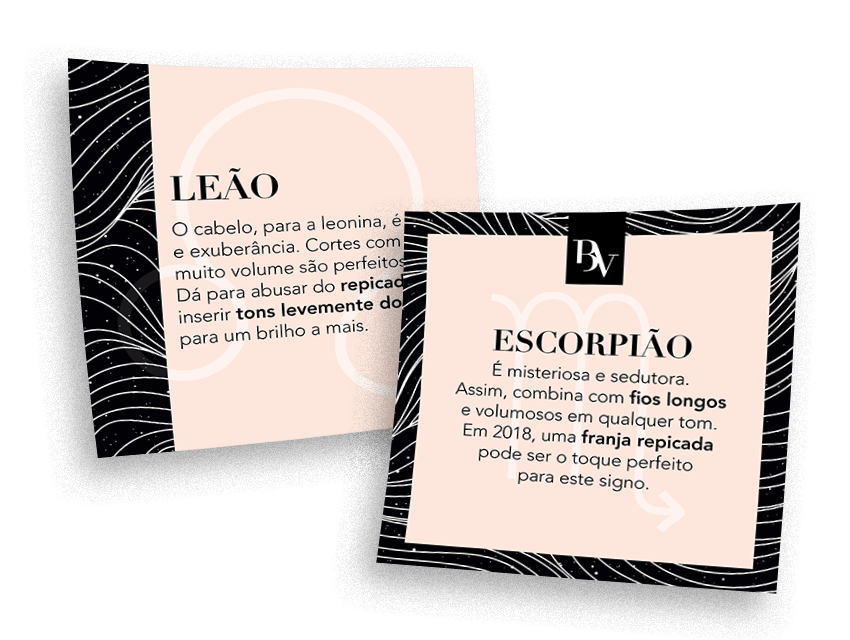 LEÃO
O cabelo, para a leonina, é
e exuberância. Cortes com
muito volume são perfeitos
Dá para abusar do repicad
inserir tons levemente do
para um brilho a mais.
BV
ESCORPIÃO
É misteriosa e sedutora.
Assim, combina com fios longos
e volumosos em qualquer tom.
Em 2018, uma franja repicada
pode ser o toque perfeito
para este signo.